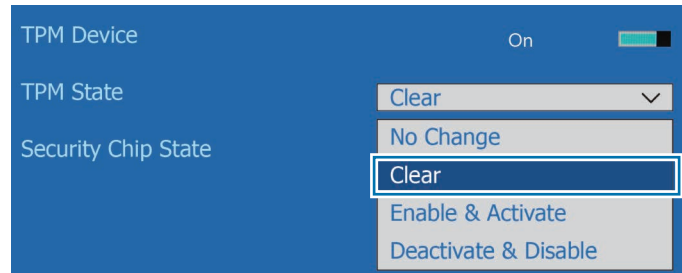 TPM Device On
TPM State Clear
No Change
Security Chip State
Clear
Enable & Activate
Deactivate & Disable